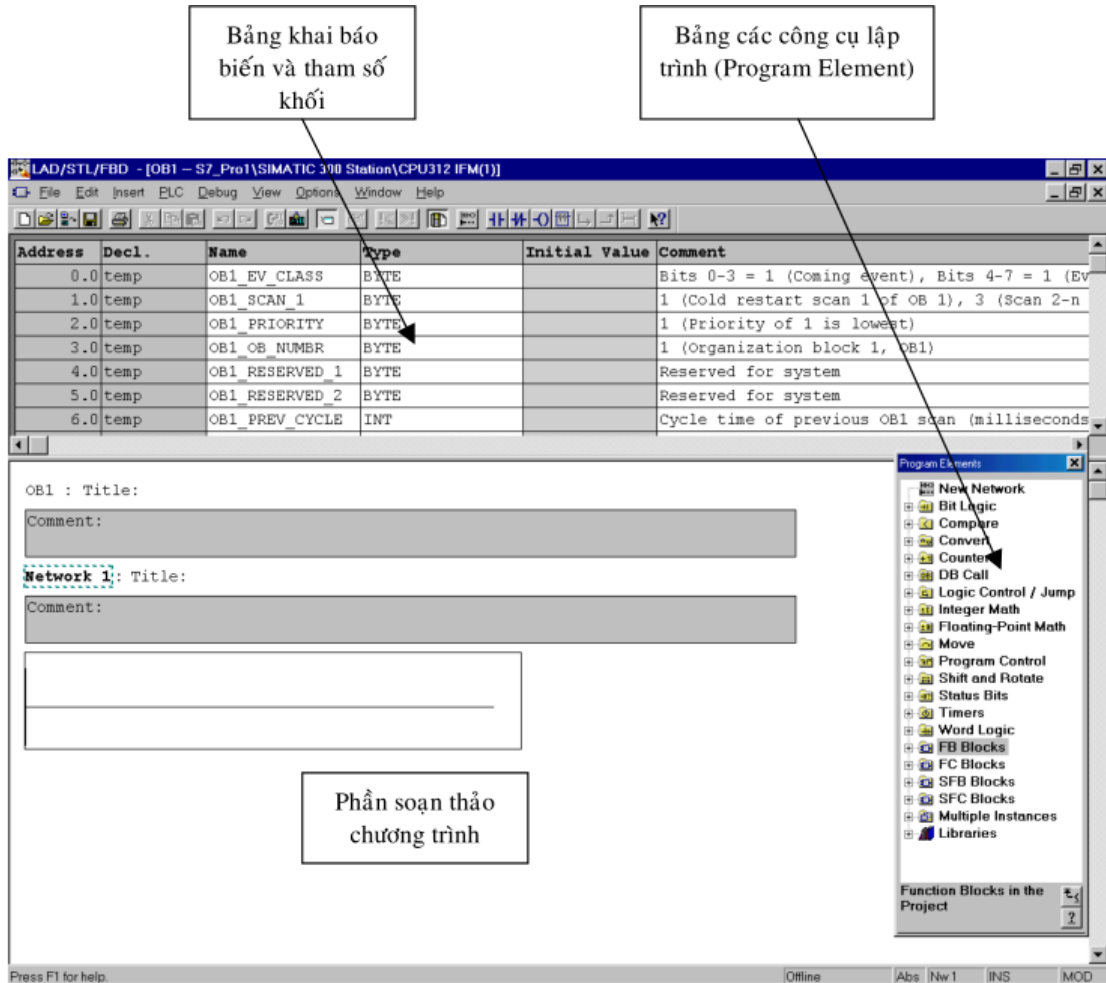 Bảng khai báo
biến và tham số
khối
Bảng các công cụ lập
trình (Program Element)
LAD/STL/FBD - [OB1 -- S7_Pro1\SIMATIC 300 Station\CPU312 IFM(1)]
File Edit Insert PLC Debug View Options Window Help
Address Decl. Name Type Initial Value Comment
0.0 temp OB1_EV_CLASS BYTE Bits 0-3 = 1 (Coming event), Bits 4-7 = 1 (Ev
1.0 temp OB1_SCAN_1 BYTE 1 (Cold restart scan 1 of OB 1), 3 (Scan 2-n
2.0 temp OB1_PRIORITY BYTE 1 (Priority of 1 is lowest)
3.0 temp OB1_OB_NUMBR BYTE 1 (Organization block 1, OB1)
4.0 temp OB1_RESERVED_1 BYTE Reserved for system
5.0 temp OB1_RESERVED_2 BYTE Reserved for system
6.0 temp OB1_PREV_CYCLE INT Cycle time of previous OB1 scan (milliseconds
OB1 : Title:
Comment:
Network 1: Title:
Comment:
Phần soạn thảo
chương trình
Program Elements
New Network
Bit Logic
Compare
Convert
Counter
DB Call
Logic Control / Jump
Integer Math
Floating-Point Math
Move
Program Control
Shift and Rotate
Status Bits
Timers
Word Logic
FB Blocks
FC Blocks
SFB Blocks
SFC Blocks
Multiple Instances
Libraries
Function Blocks in the
Project
Press F1 for help. Offline Abs Nw 1 INS MOD